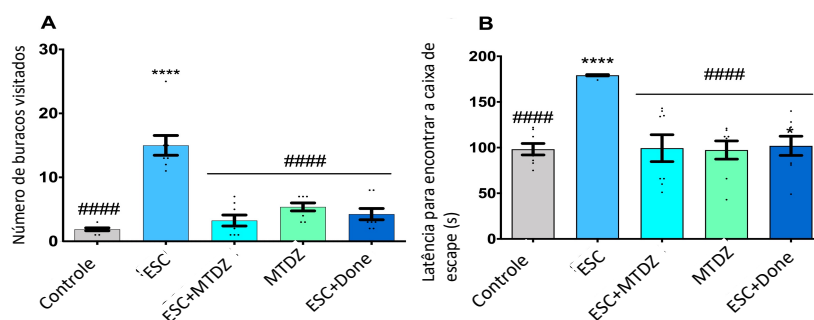 A
Número de buracos visitados
30
20
10
0
****
####
####
Controle
ESC
ESC+MTDZ
MTDZ
ESC+Done
B
Latência para encontrar a caixa de
escape (s)
200
150
100
50
0
****
####
####
*
Controle
ESC
ESC+MTDZ
MTDZ
ESC+Done